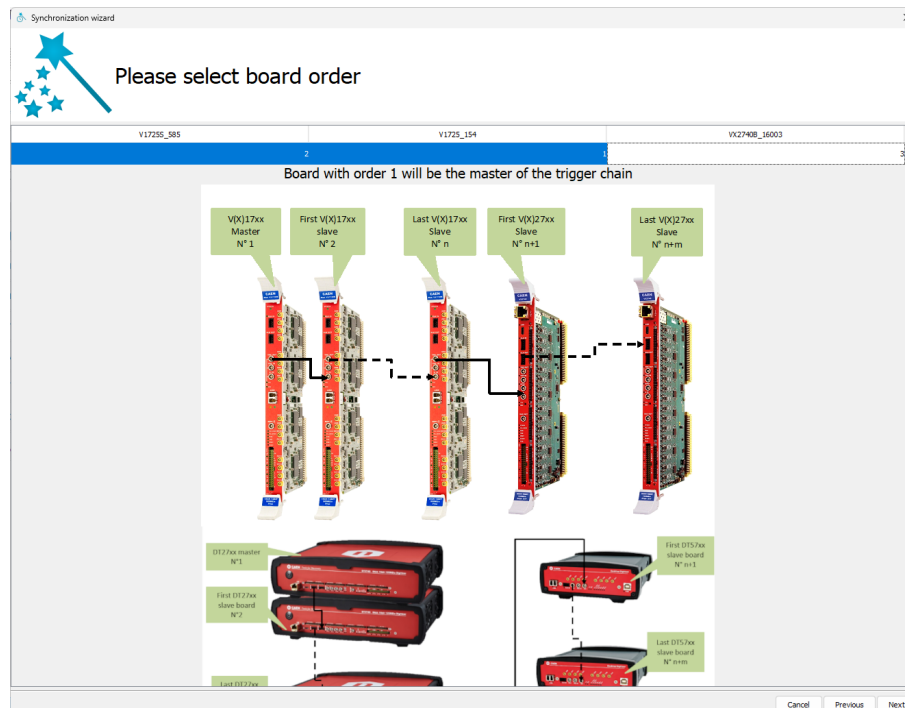 Synchronization wizard
Please select board order
V1725S_585
V1725_154
VX2740B_16003
2
1
3
Board with order 1 will be the master of the trigger chain
V(X)17xx
Master
N° 1
First V(X)17xx
slave
N° 2
Last V(X)17xx
Slave
N° n
First V(X)27xx
Slave
N° n+1
Last V(X)27xx
Slave
N° n+m
DT27xx master
N°1
First DT27xx
slave board
N°2
Last DT27xx
First DT57xx
slave board
N° n+1
Last DT57xx
slave board
N° n+m
Cancel
Previous
Next